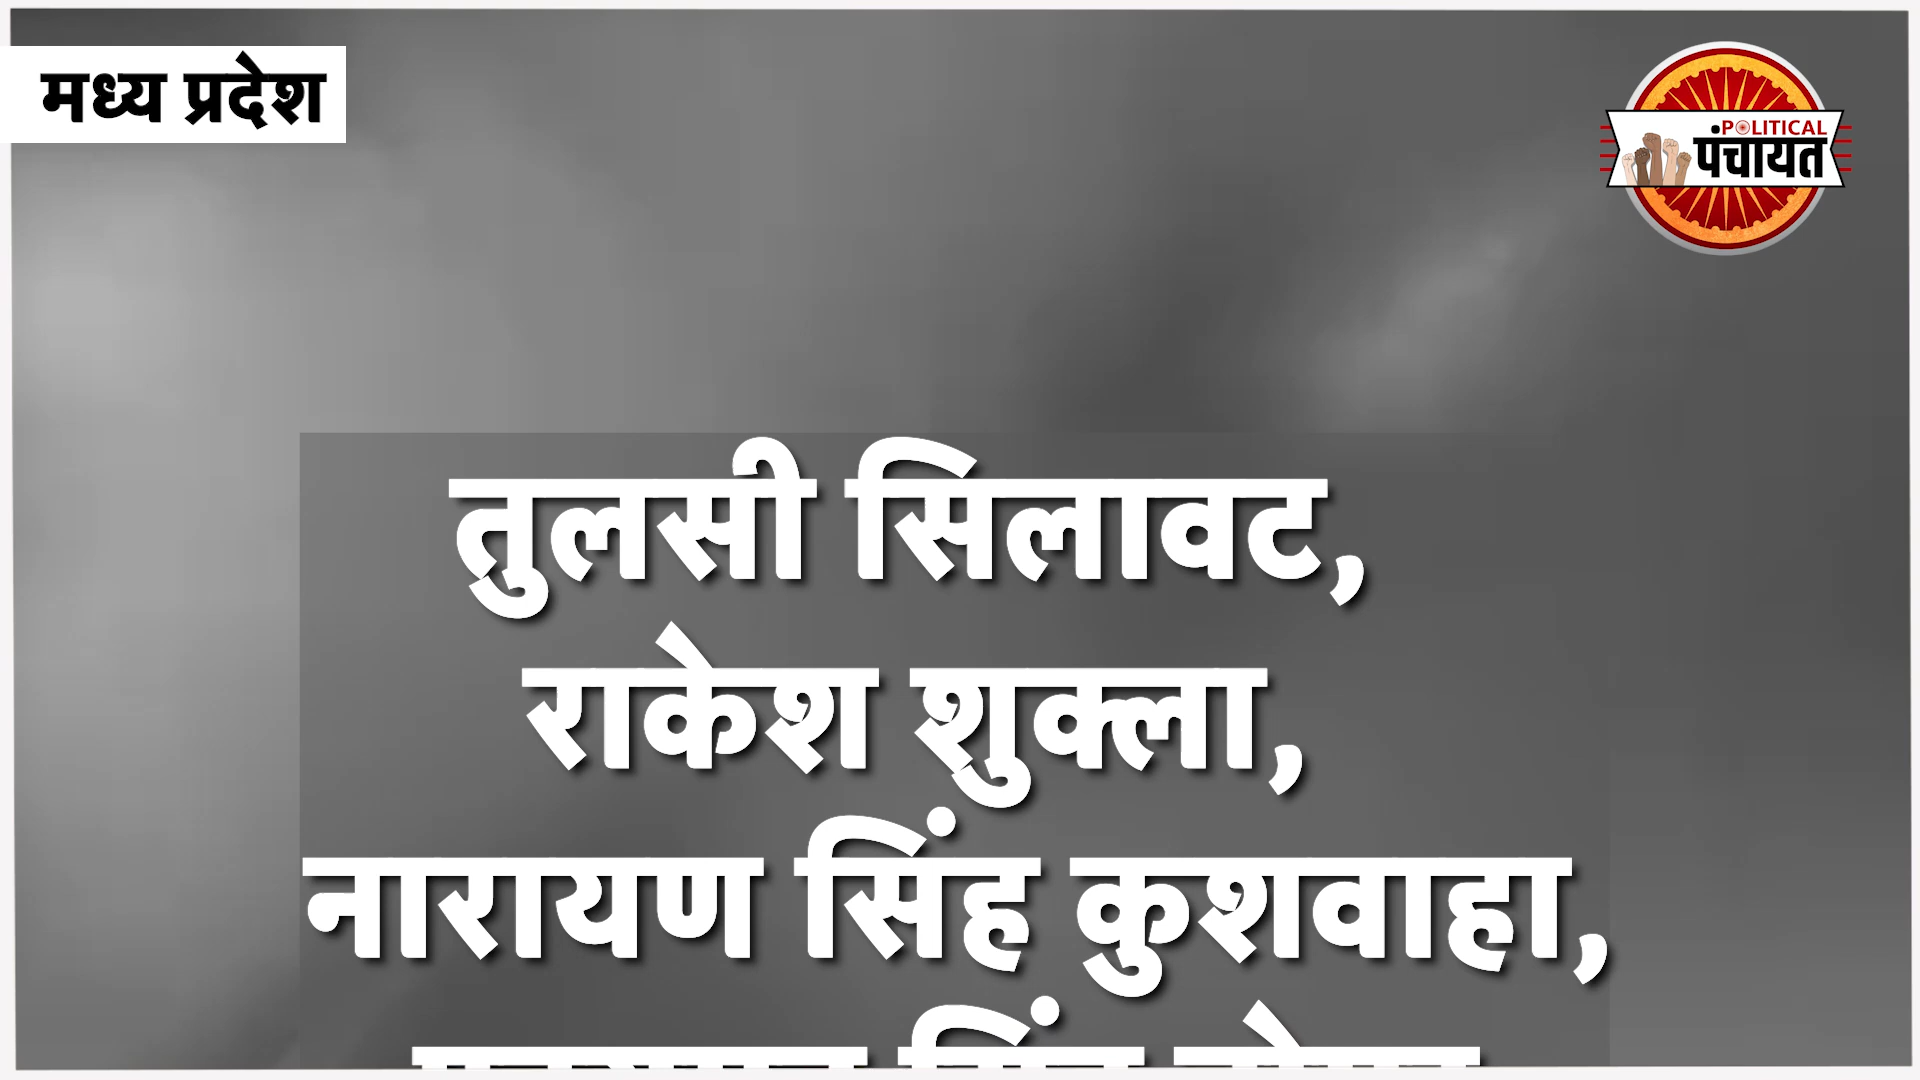 मध्य प्रदेश
POLITICAL
पंचायत
तुलसी सिलावट,
राकेश शुक्ला,
नारायण सिंह कुशवाहा,